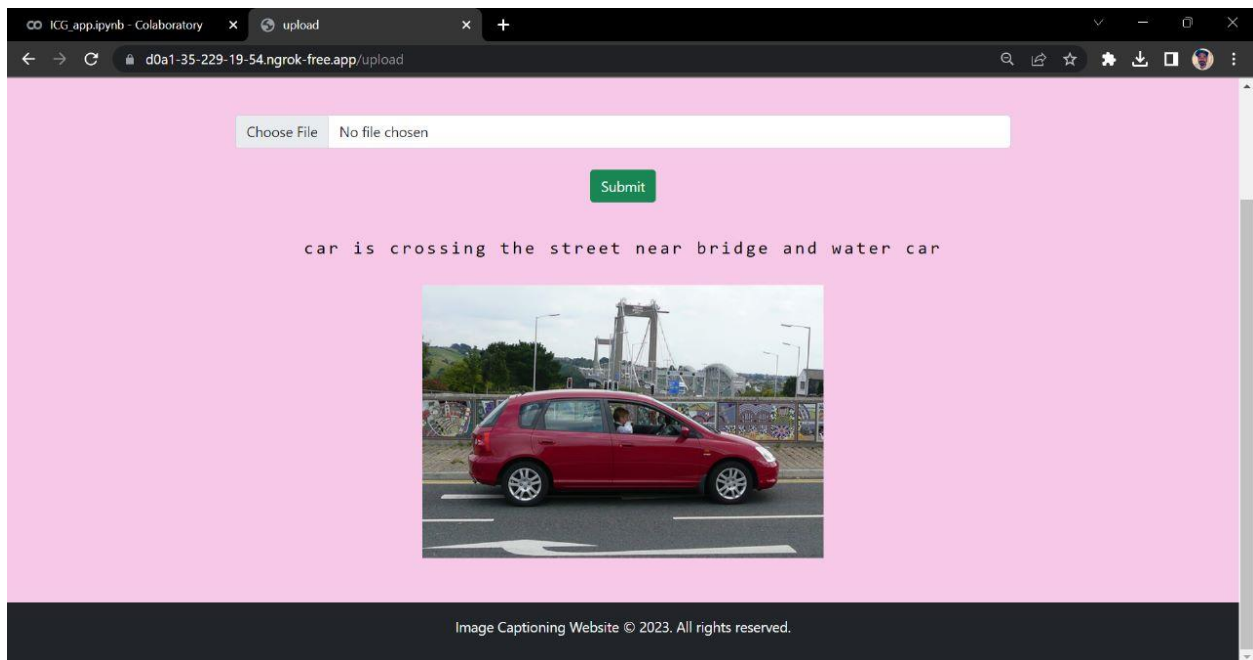 ICG_app.ipynb - Colaboratory
upload
d0a1-35-229-19-54.ngrok-free.app/upload
Choose File No file chosen
Submit
car is crossing the street near bridge and water car
Image Captioning Website © 2023. All rights reserved.